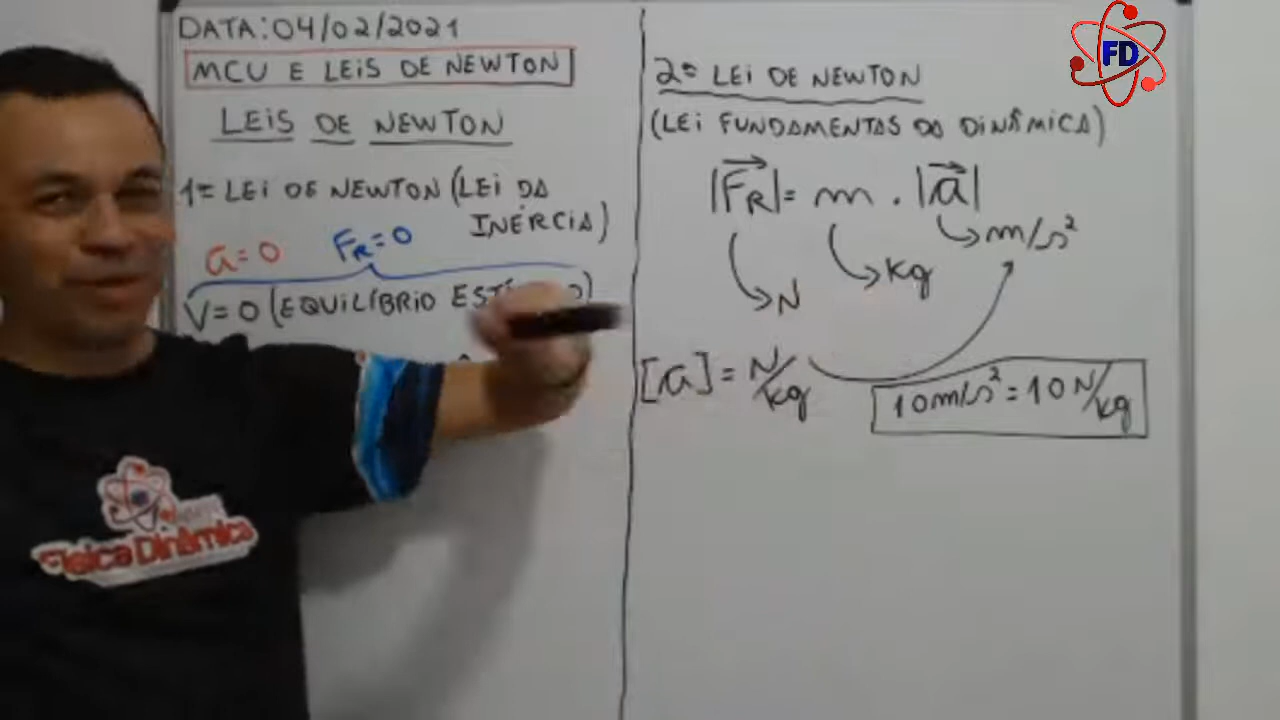 DATA: 04/02/2021
MCU E LEIS DE NEWTON
LEIS DE NEWTON
1ª LEI DE NEWTON (LEI DA
INÉRCIA)
a = 0 FR = 0
V = 0 (EQUILÍBRIO
2ª LEI DE NEWTON
(LEI FUNDAMENTAS DA DINÂMICA)
|FR| = m . |a|
m/s²
kg
N
[a] = N/kg
10 m/s² = 10 N/kg
FD
Física Dinâmica